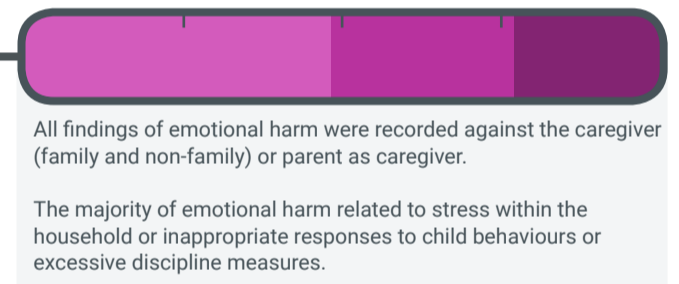 All findings of emotional harm were recorded against the caregiver
(family and non-family) or parent as caregiver.
The majority of emotional harm related to stress within the
household or inappropriate responses to child behaviours or
excessive discipline measures.